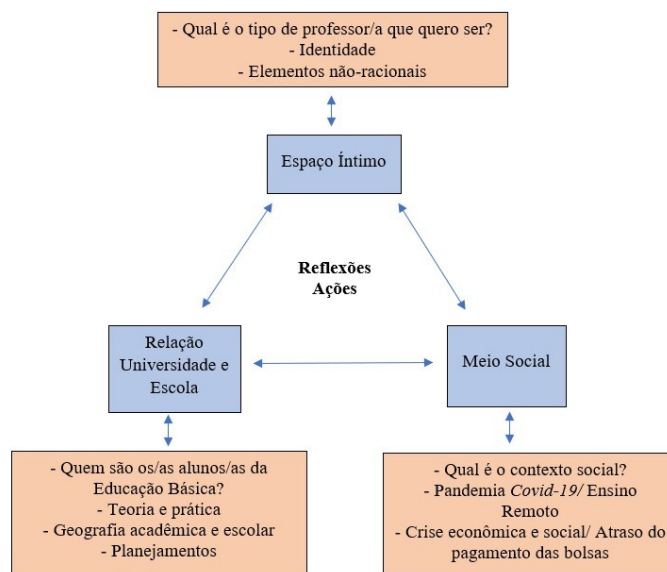 - Qual é o tipo de professor/a que quero ser?
- Identidade
- Elementos não-racionais
Espaço Íntimo
Reflexões
Ações
Relação
Universidade e
Escola
Meio Social
- Quem são os/as alunos/as da
Educação Básica?
- Teoria e prática
- Geografia acadêmica e escolar
- Planejamentos
- Qual é o contexto social?
- Pandemia Covid-19/ Ensino
Remoto
- Crise econômica e social/ Atraso do
pagamento das bolsas